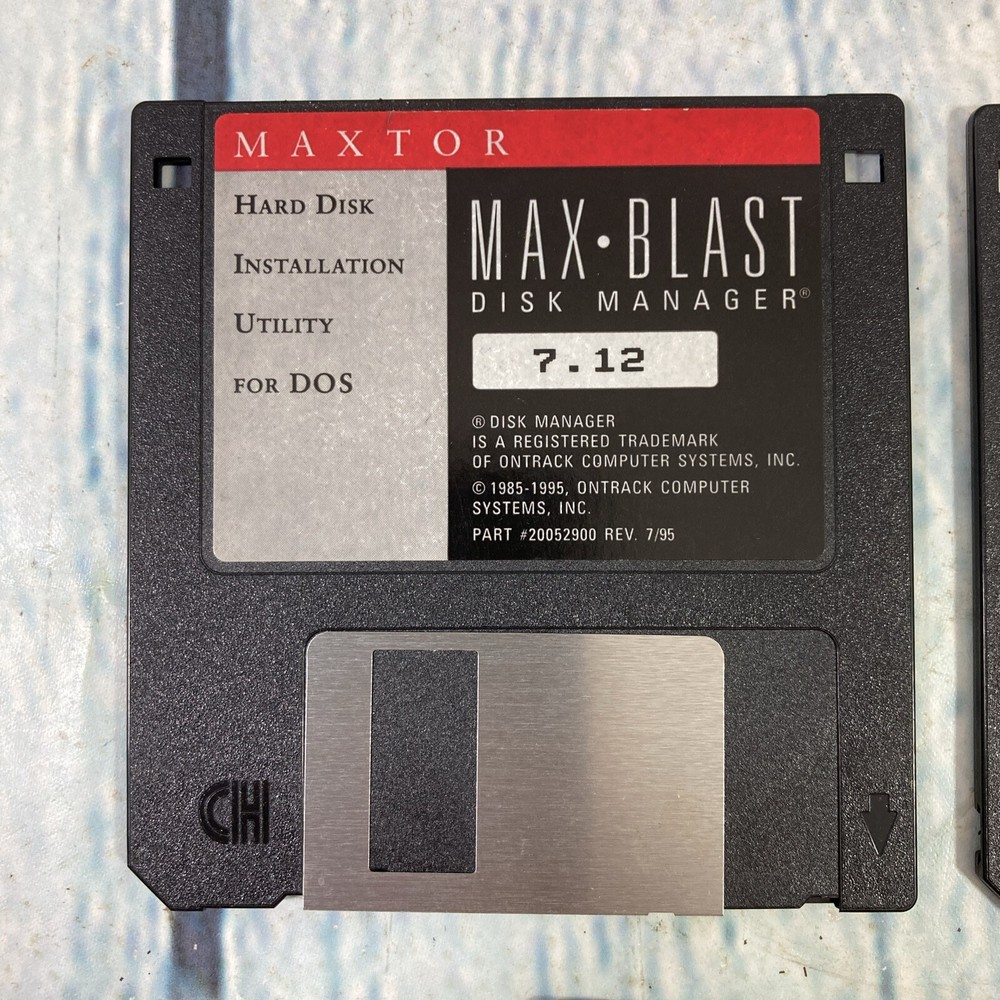 MAXTOR
HARD DISK
INSTALLATION
UTILITY
FOR DOS
MAX•BLAST
DISK MANAGER®
7.12
® DISK MANAGER
IS A REGISTERED TRADEMARK
OF ONTRACK COMPUTER SYSTEMS, INC.
© 1985-1995, ONTRACK COMPUTER
SYSTEMS, INC.
PART #20052900 REV. 7/95
CH